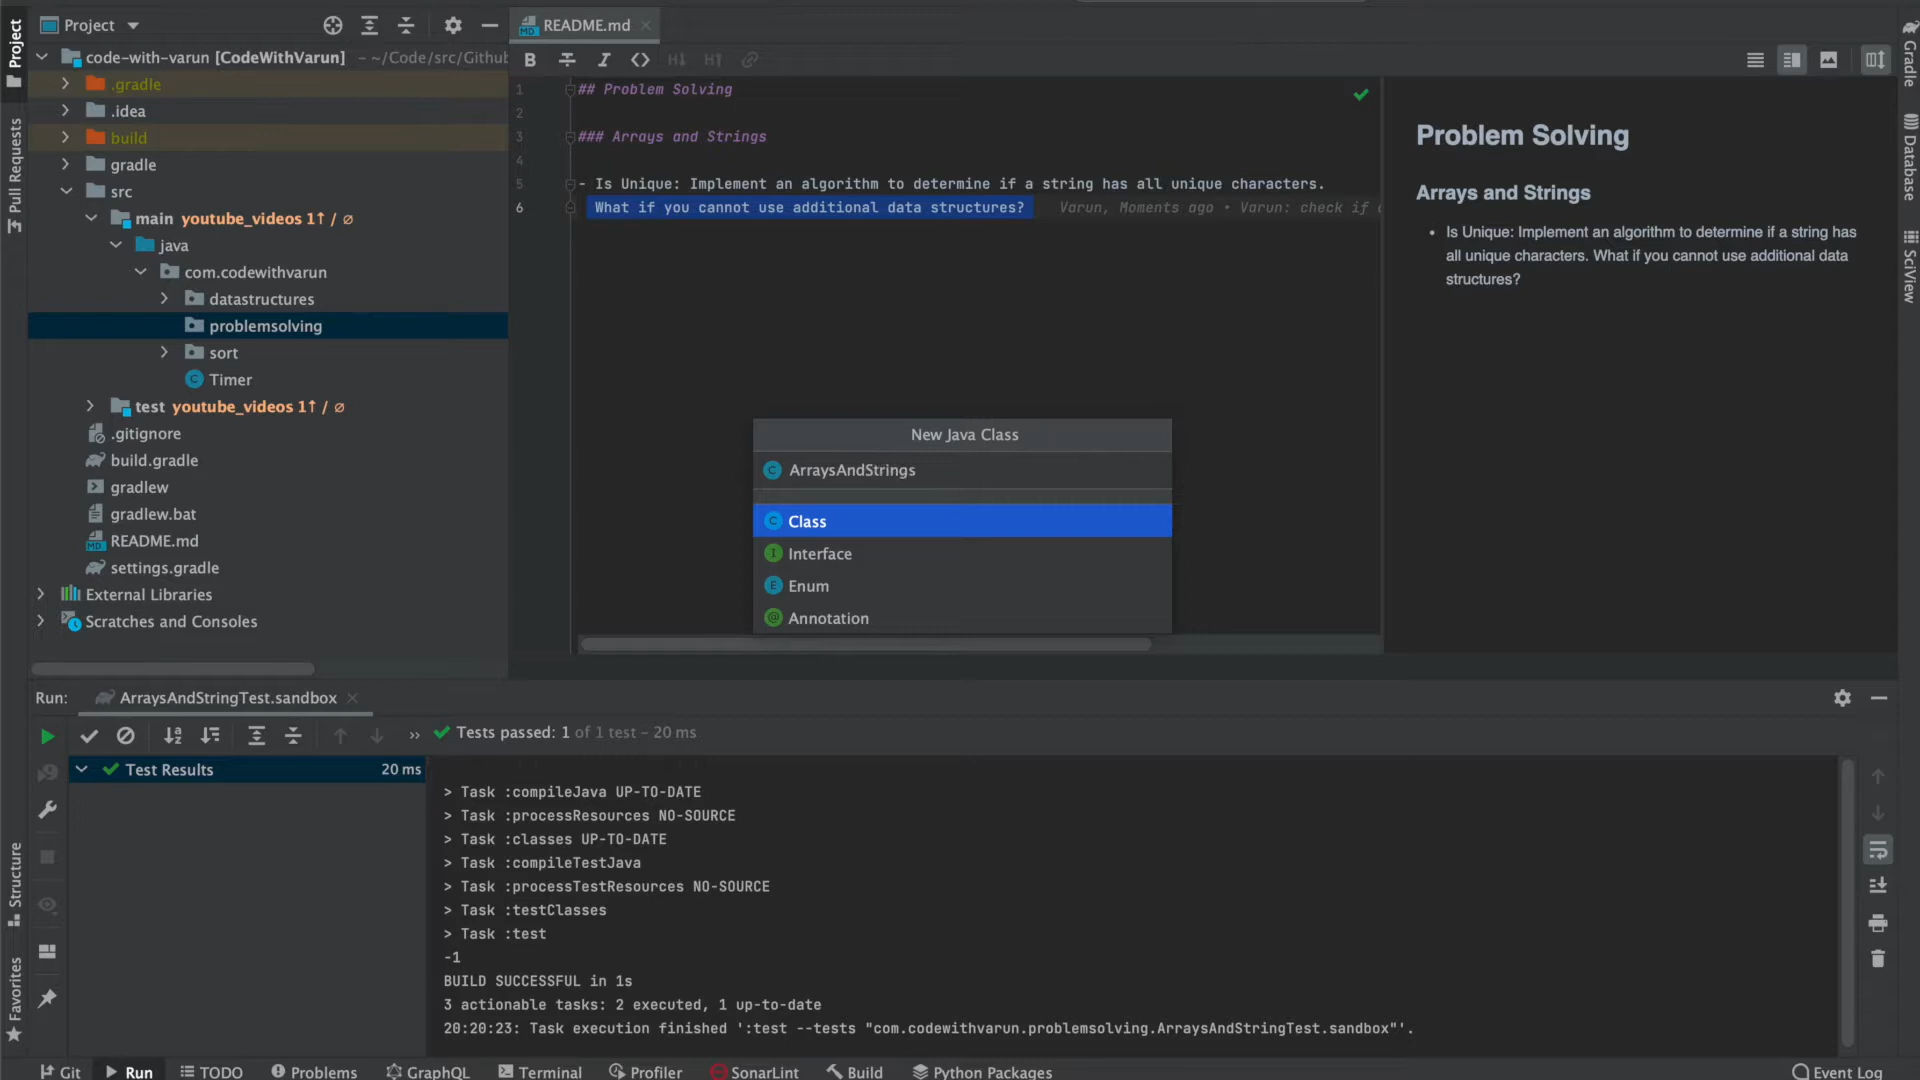 Project
README.md
code-with-varun [CodeWithVarun] – ~/Code/src/Github
.gradle
.idea
build
gradle
src
main youtube_videos 1↑ / ∅
java
com.codewithvarun
datastructures
problemsolving
sort
Timer
test youtube_videos 1↑ / ∅
.gitignore
build.gradle
gradlew
gradlew.bat
README.md
settings.gradle
External Libraries
Scratches and Consoles
Project
Pull Requests
Structure
Favorites
B
I
H↓
H↑
1
## Problem Solving
2
3
### Arrays and Strings
4
5
- Is Unique: Implement an algorithm to determine if a string has all unique characters.
6
What if you cannot use additional data structures? Varun, Moments ago • Varun: check if
Problem Solving
Arrays and Strings
• Is Unique: Implement an algorithm to determine if a string has
all unique characters. What if you cannot use additional data
structures?
Gradle
Database
SciView
New Java Class
ArraysAndStrings
Class
Interface
Enum
Annotation
Run:
ArraysAndStringTest.sandbox
Tests passed: 1 of 1 test – 20 ms
Test Results 20 ms
> Task :compileJava UP-TO-DATE
> Task :processResources NO-SOURCE
> Task :classes UP-TO-DATE
> Task :compileTestJava
> Task :processTestResources NO-SOURCE
> Task :testClasses
> Task :test
-1
BUILD SUCCESSFUL in 1s
3 actionable tasks: 2 executed, 1 up-to-date
20:20:23: Task execution finished ':test --tests "com.codewithvarun.problemsolving.ArraysAndStringTest.sandbox"'.
Git
Run
TODO
Problems
GraphQL
Terminal
Profiler
SonarLint
Build
Python Packages
Event Log